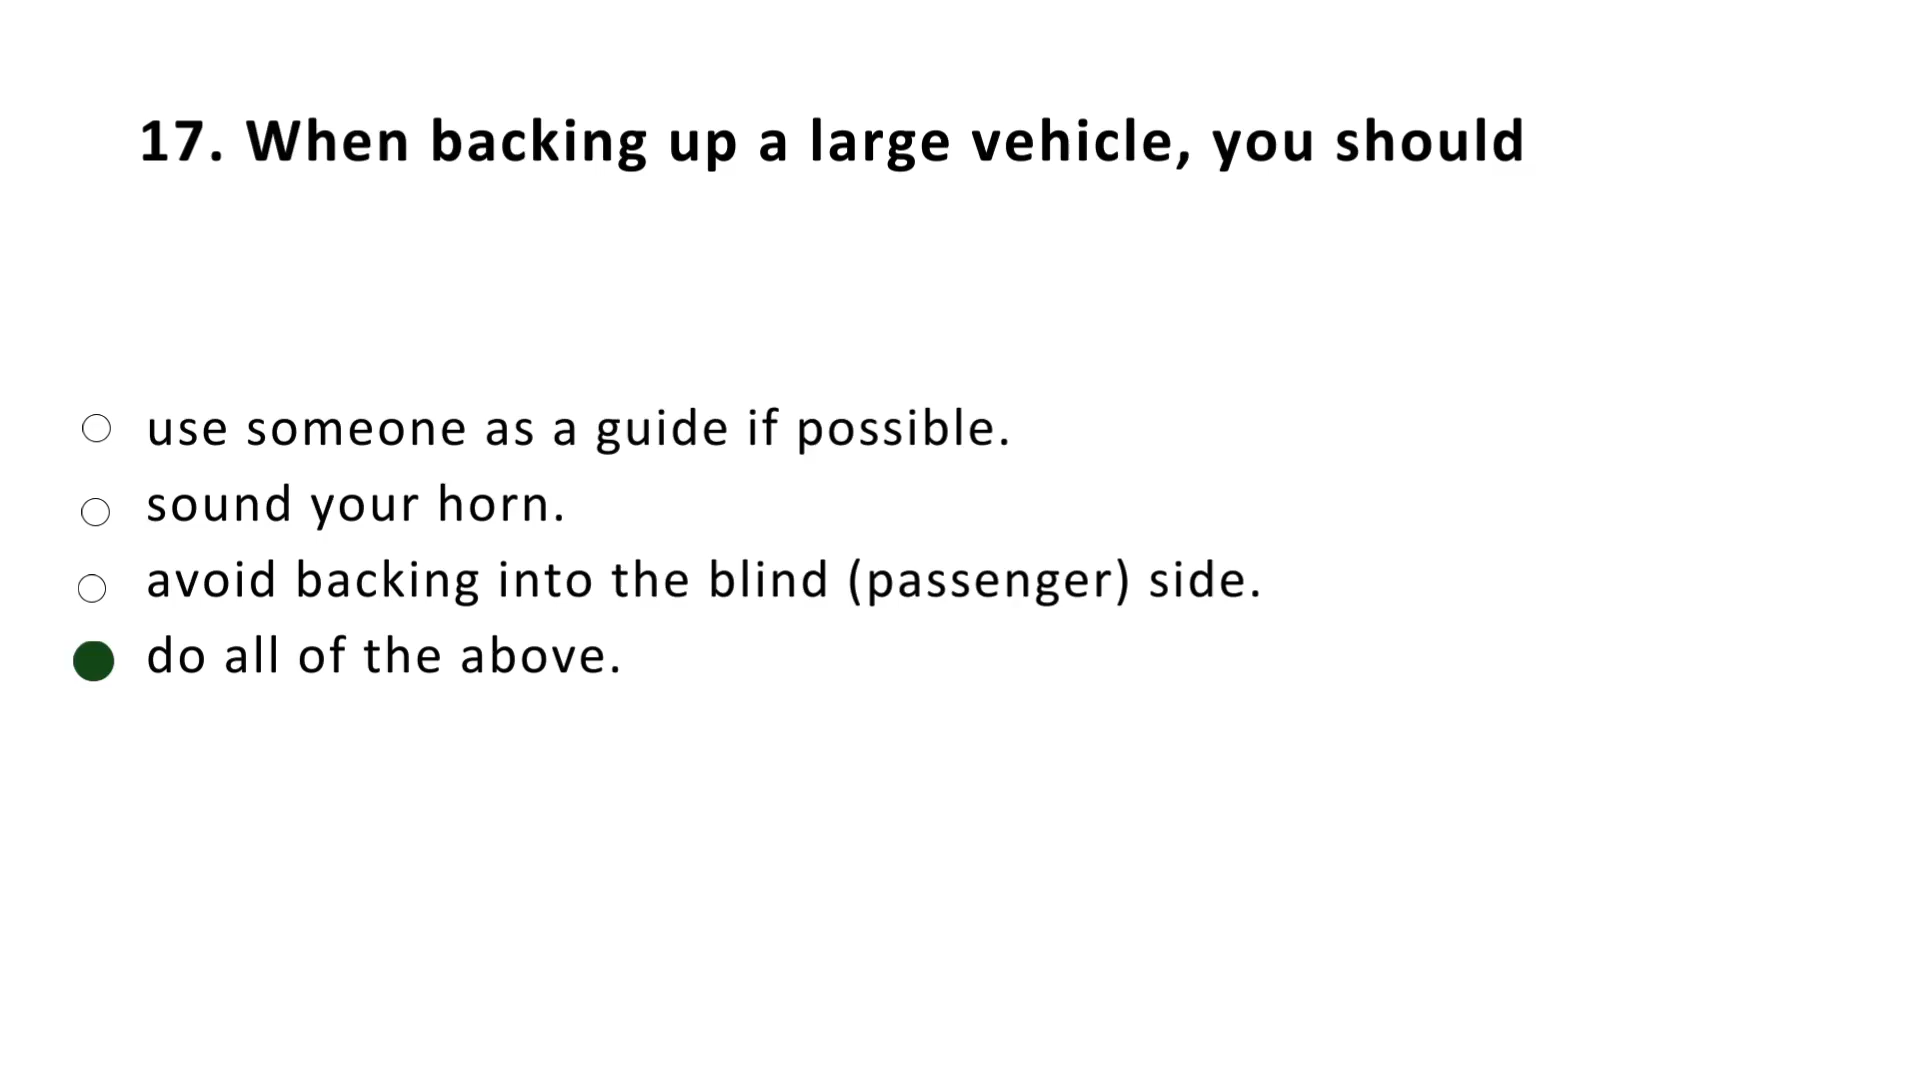 17. When backing up a large vehicle, you should
use someone as a guide if possible.
sound your horn.
avoid backing into the blind (passenger) side.
do all of the above.